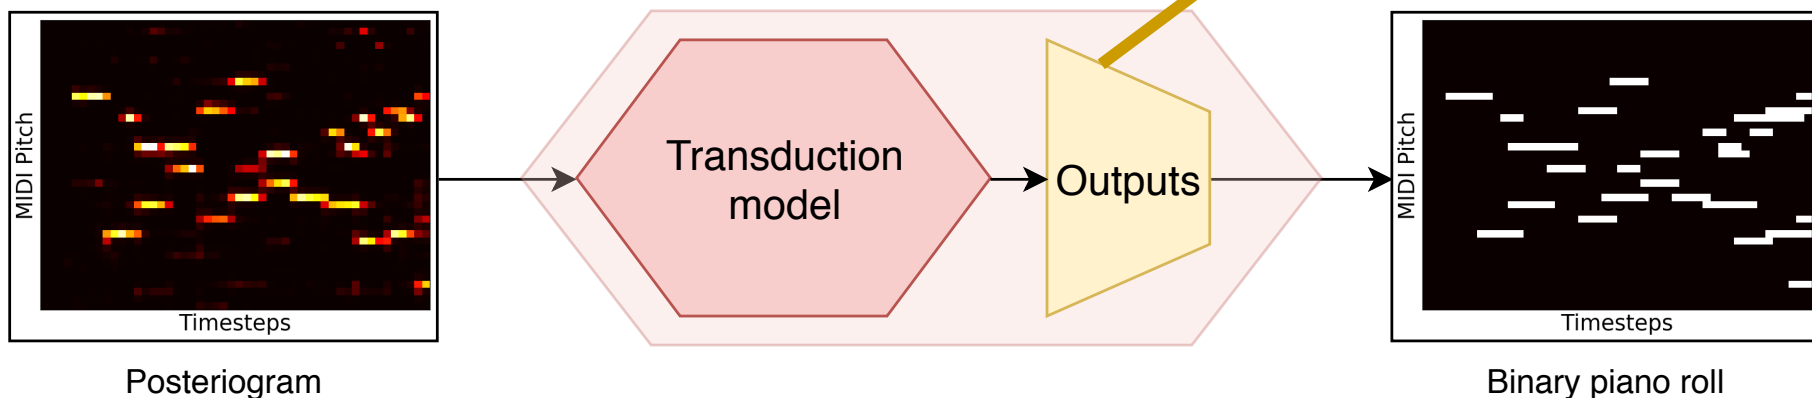 MIDI Pitch
Timesteps
Posteriogram
Transduction
model
Outputs
MIDI Pitch
Timesteps
Binary piano roll